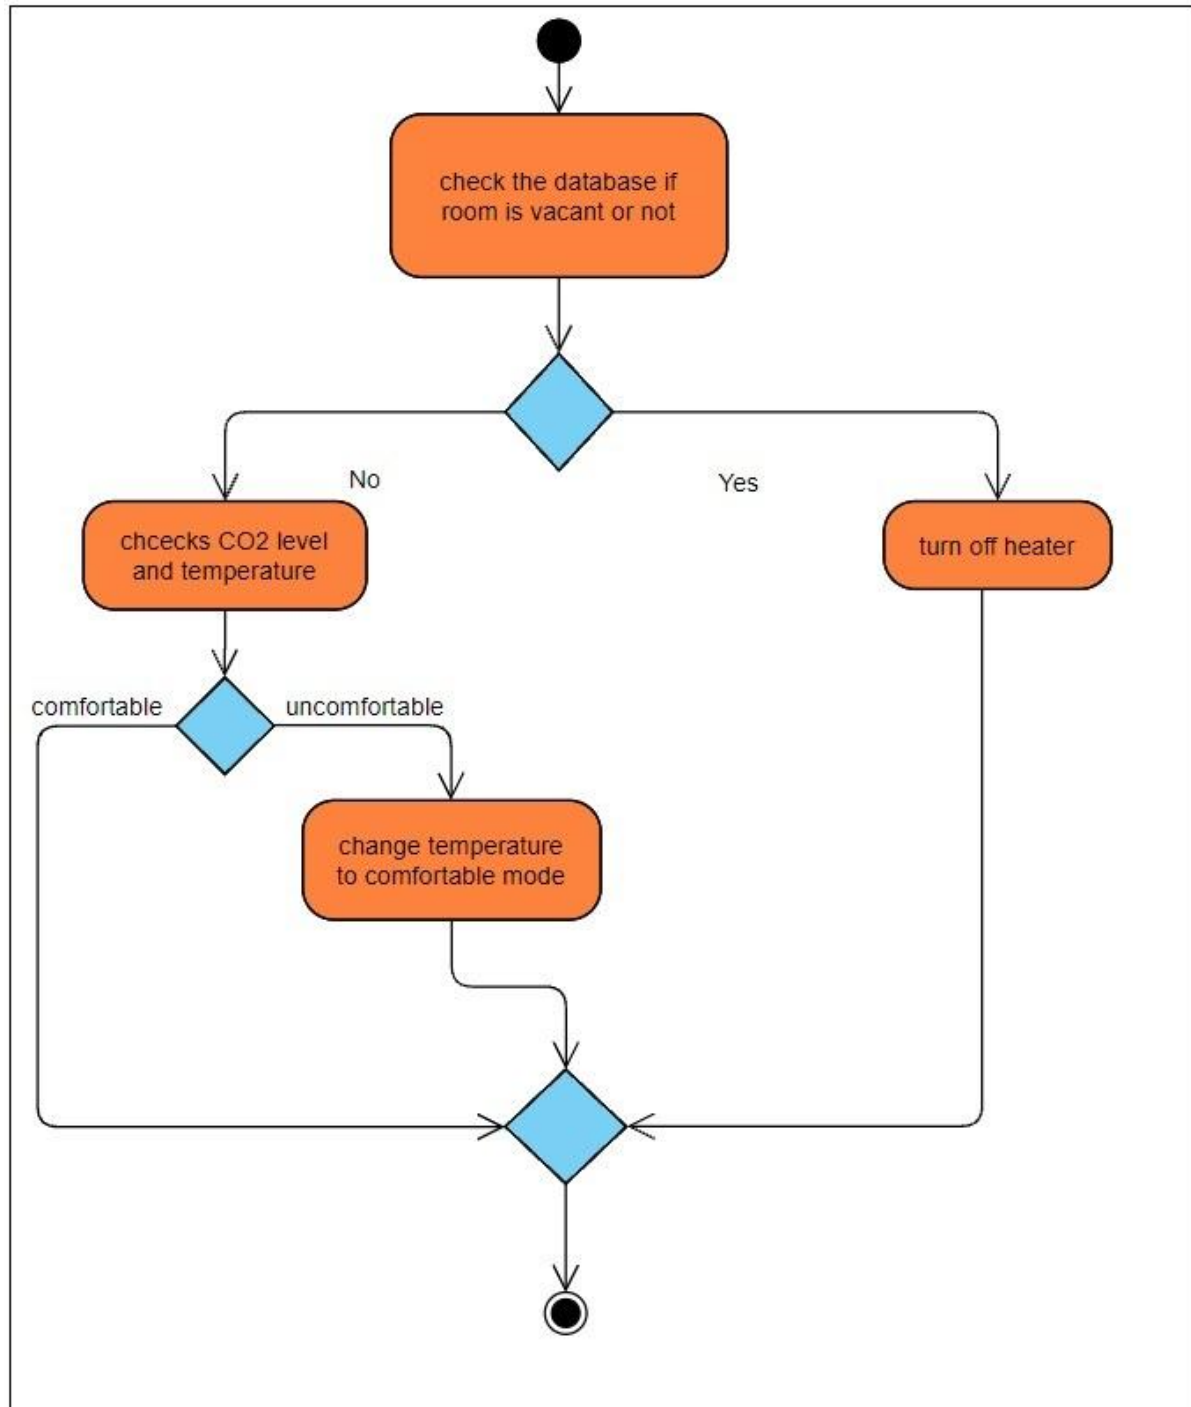 check the database if
room is vacant or not
No
Yes
chcecks CO2 level
and temperature
turn off heater
comfortable
uncomfortable
change temperature
to comfortable mode